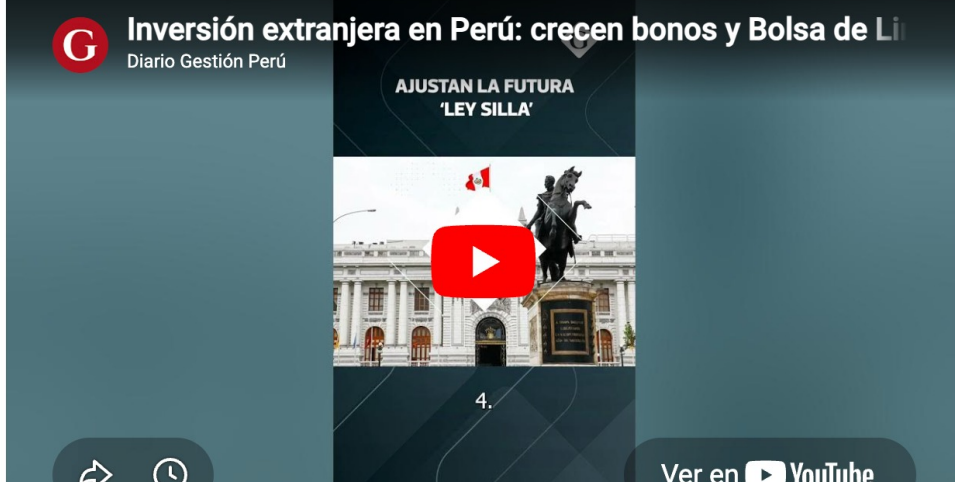 G
Inversión extranjera en Perú: crecen bonos y Bolsa de Li
Diario Gestión Perú
G
AJUSTAN LA FUTURA
‘LEY SILLA’
4.
Ver en YouTube